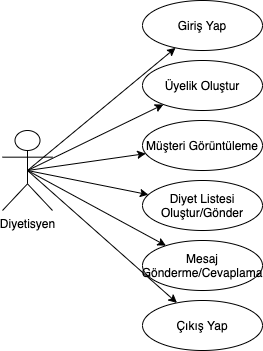 Giriş Yap
Üyelik Oluştur
Müşteri Görüntüleme
Diyet Listesi
Oluştur/Gönder
Diyetisyen
Mesaj
Gönderme/Cevaplama
Çıkış Yap